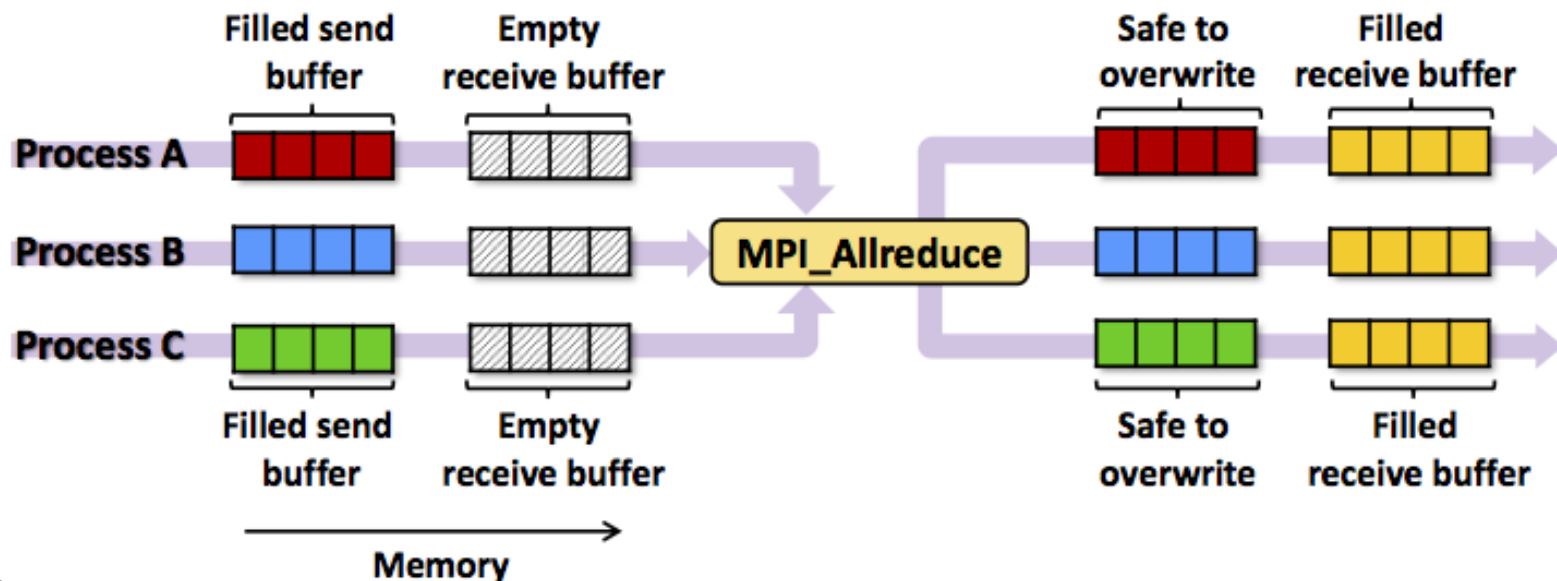 Filled send
buffer
Empty
receive buffer
Safe to
overwrite
Filled
receive buffer
Process A
Process B
MPI_Allreduce
Process C
Filled send
buffer
Empty
receive buffer
Safe to
overwrite
Filled
receive buffer
Memory